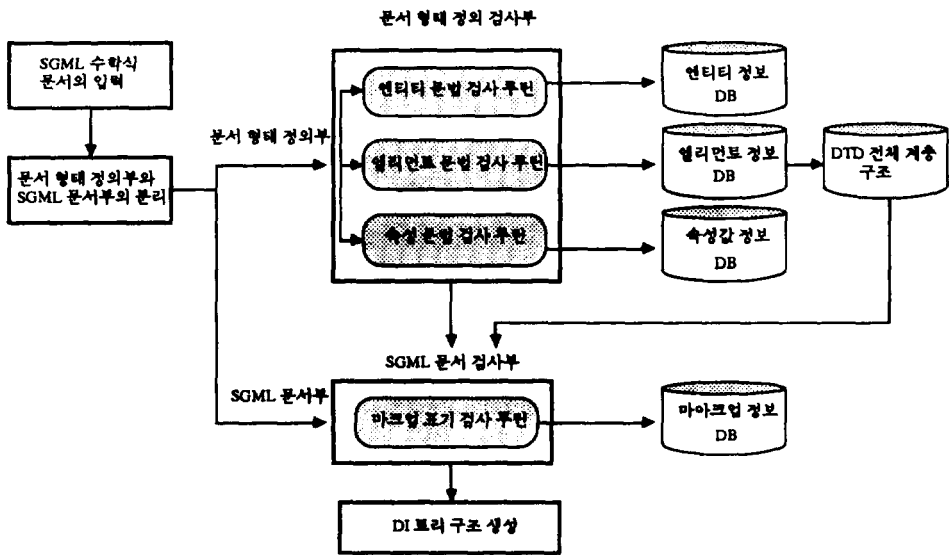 문서 형태 정의 검사부
SGML 수학식
문서의 입력
문서 형태 정의부와
SGML 문서부의 분리
문서 형태 정의부
엔티티 문법 검사 루틴
엘리먼트 문법 검사 루틴
속성 문법 검사 루틴
엔티티 정보
DB
엘리먼트 정보
DB
속성값 정보
DB
DTD 전체 계층
구조
SGML 문서 검사부
SGML 문서부
마크업 표기 검사 루틴
마아크업 정보
DB
DI 트리 구조 생성